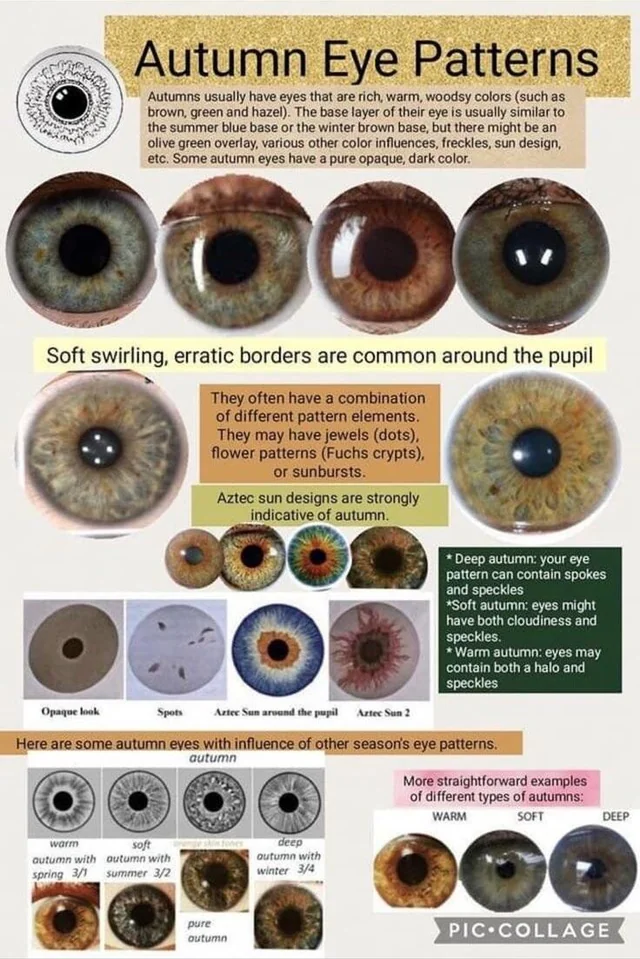 Autumn Eye Patterns
Autumns usually have eyes that are rich, warm, woodsy colors (such as
brown, green and hazel). The base layer of their eye is usually similar to
the summer blue base or the winter brown base, but there might be an
olive green overlay, various other color influences, freckles, sun design,
etc. Some autumn eyes have a pure opaque, dark color.
Soft swirling, erratic borders are common around the pupil
They often have a combination
of different pattern elements.
They may have jewels (dots),
flower patterns (Fuchs crypts),
or sunbursts.
Aztec sun designs are strongly
indicative of autumn.
* Deep autumn: your eye
pattern can contain spokes
and speckles
*Soft autumn: eyes might
have both cloudiness and
speckles.
* Warm autumn: eyes may
contain both a halo and
speckles
Opaque look
Spots
Aztec Sun around the pupil
Aztec Sun 2
Here are some autumn eyes with influence of other season's eye patterns.
autumn
warm
autumn with
spring 3/1
soft
autumn with
summer 3/2
orange skin tones
pure
autumn
deep
autumn with
winter 3/4
More straightforward examples
of different types of autumns:
WARM
SOFT
DEEP
PIC•COLLAGE